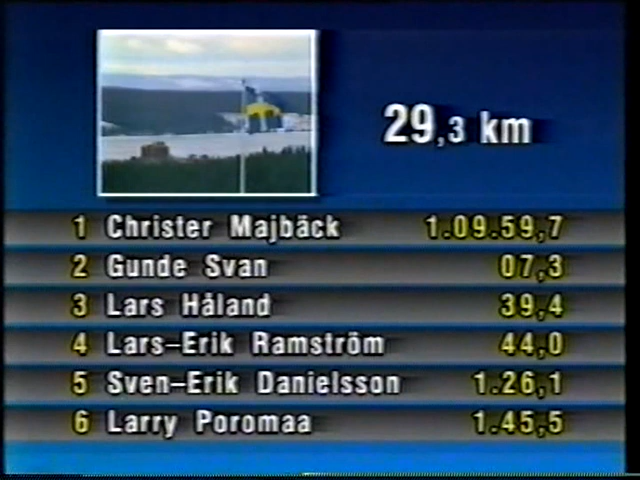 29,3 km
1 Christer Majbäck 1.09.59,7
2 Gunde Svan 07,3
3 Lars Håland 39,4
4 Lars-Erik Ramström 44,0
5 Sven-Erik Danielsson 1.26,1
6 Larry Poromaa 1.45,5